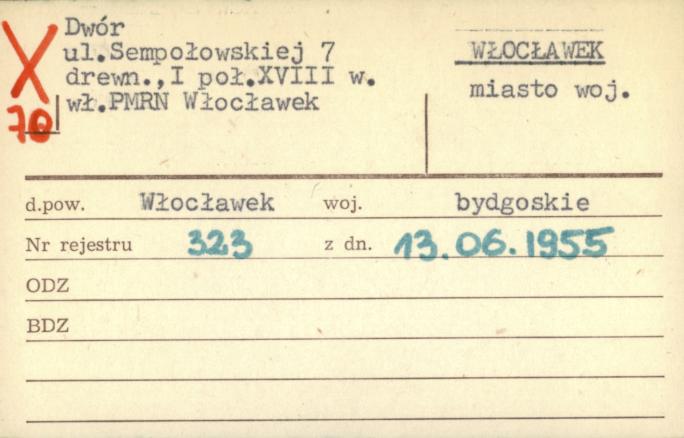 X
70
Dwór
ul.Sempołowskiej 7
drewn.,I poł.XVIII w.
wł.PMRN Włocławek
WŁOCŁAWEK
miasto woj.
d.pow. Włocławek woj. bydgoskie
Nr rejestru 323 z dn. 13.06.1955
ODZ
BDZ